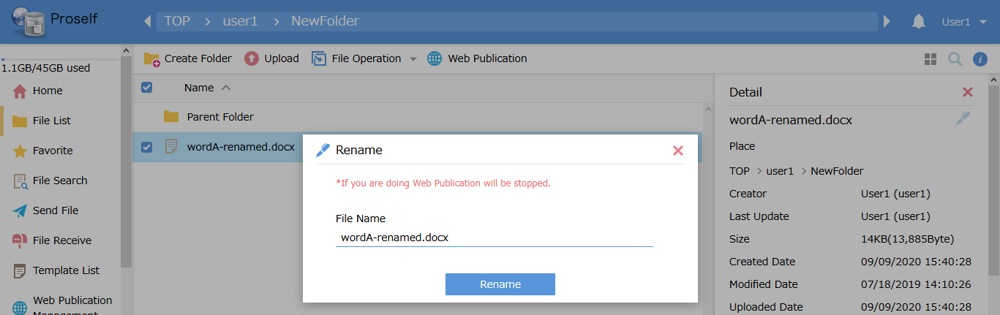 Proself
TOP user1 NewFolder
User1
1.1GB/45GB used
Home
File List
Favorite
File Search
Send File
File Receive
Template List
Web Publication
Management
Create Folder Upload File Operation Web Publication
Name
Parent Folder
wordA-renamed.docx
Rename
*If you are doing Web Publication will be stopped.
File Name
wordA-renamed.docx
Rename
Detail
wordA-renamed.docx
Place
TOP user1 NewFolder
Creator User1 (user1)
Last Update User1 (user1)
Size 14KB(13,885Byte)
Created Date 09/09/2020 15:40:28
Modified Date 07/18/2019 14:10:26
Uploaded Date 09/09/2020 15:40:28